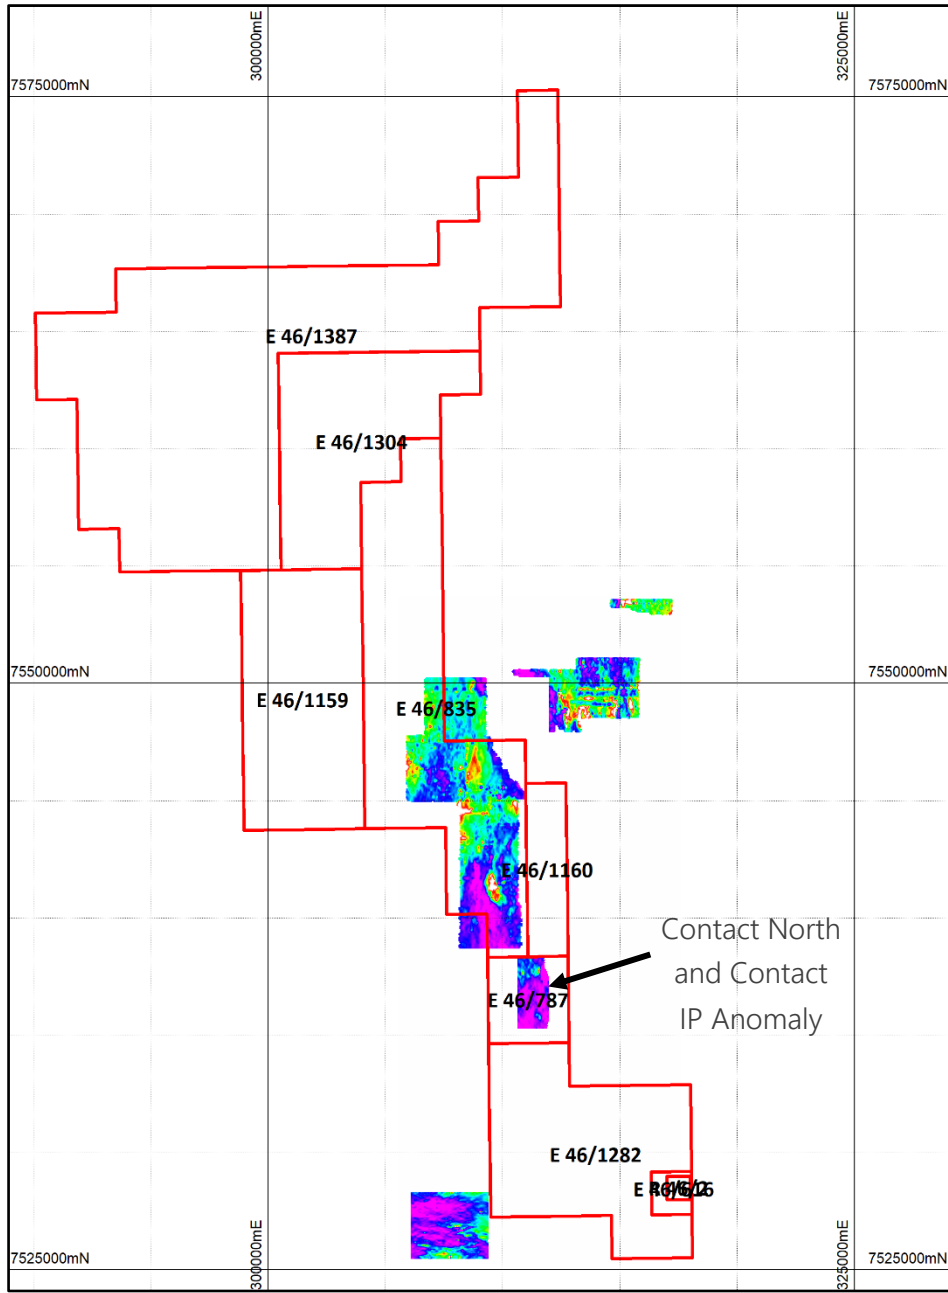 300000mE
325000mE
7575000mN
7575000mN
E 46/1387
E 46/1304
7550000mN
7550000mN
E 46/1159
E 46/835
E 46/1160
Contact North
and Contact
IP Anomaly
E 46/787
E 46/1282
7525000mN
7525000mN
300000mE
325000mE